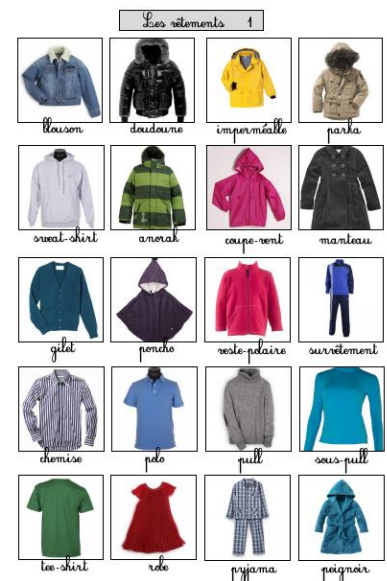 Les vêtements 1
blouson doudoune imperméable parka
sweat-shirt anorak coupe-vent manteau
gilet poncho veste-polaire survêtement
chemise polo pull sous-pull
tee-shirt robe pyjama peignoir